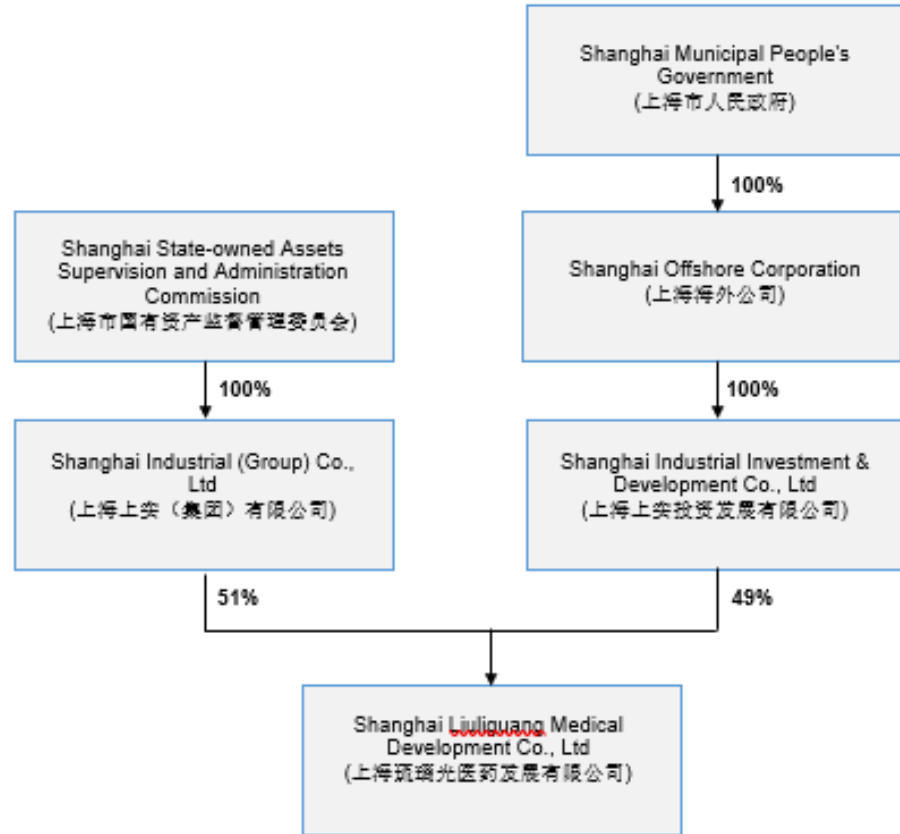 Shanghai Municipal People's
Government
(上海市人民政府)
100%
Shanghai State-owned Assets
Supervision and Administration
Commission
(上海市国有资产监督管理委员会)
Shanghai Offshore Corporation
(上海海外公司)
100%
100%
Shanghai Industrial (Group) Co.,
Ltd
(上海上实（集团）有限公司)
Shanghai Industrial Investment &
Development Co., Ltd
(上海上实投资发展有限公司)
51%
49%
Shanghai Liuliguang Medical
Development Co., Ltd
(上海琉璃光医药发展有限公司)